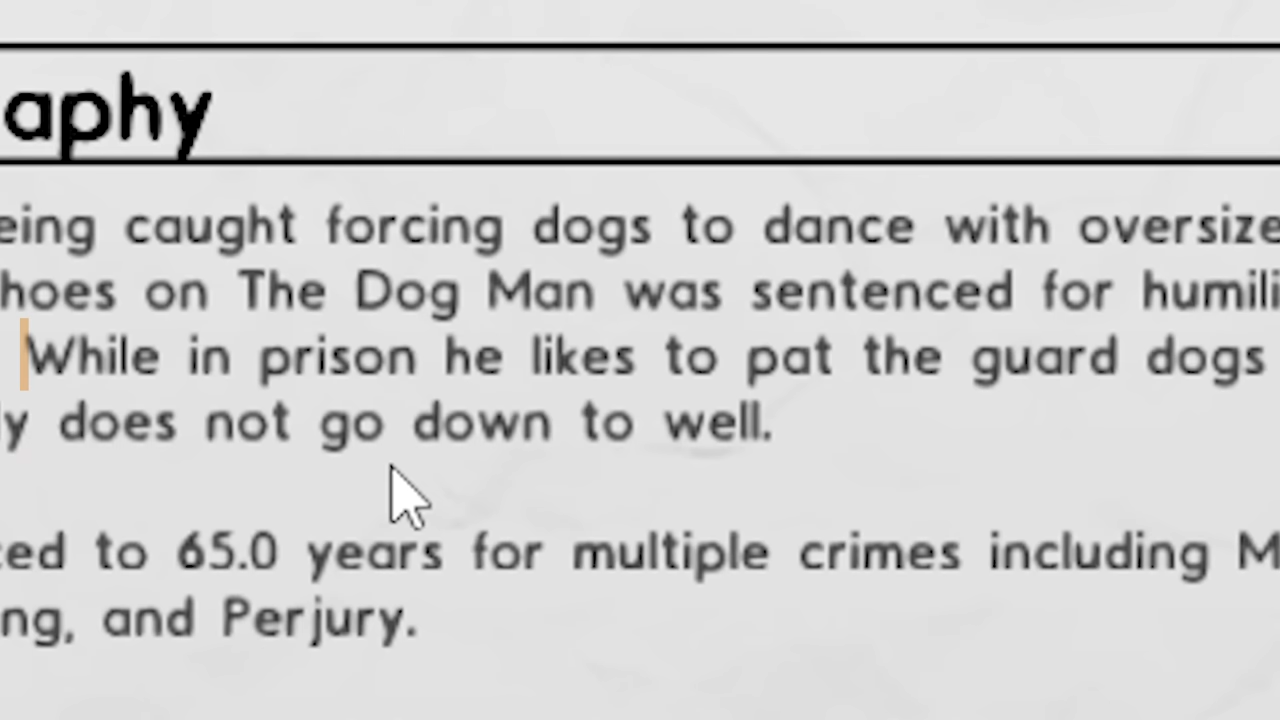 aphy
eing caught forcing dogs to dance with oversize
hoes on The Dog Man was sentenced for humili
While in prison he likes to pat the guard dogs
ly does not go down to well.
ced to 65.0 years for multiple crimes including M
ng, and Perjury.